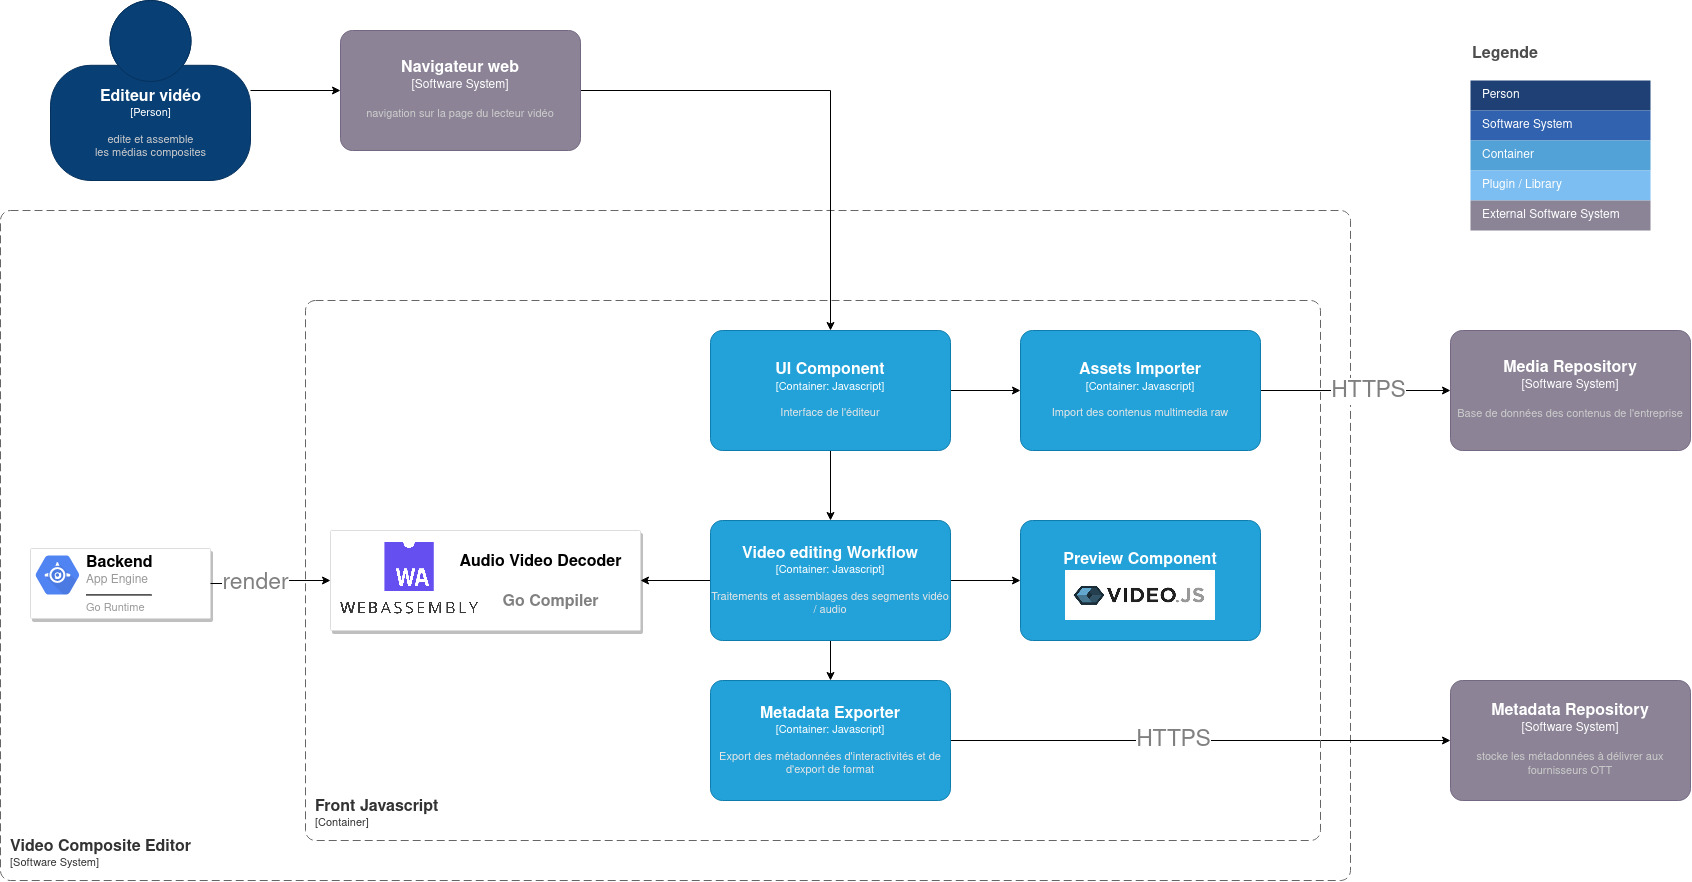 Editeur vidéo
[Person]
edite et assemble
les médias composites
Navigateur web
[Software System]
navigation sur la page du lecteur vidéo
Legende
Person
Software System
Container
Plugin / Library
External Software System
UI Component
[Container: Javascript]
Interface de l'éditeur
Assets Importer
[Container: Javascript]
Import des contenus multimedia raw
HTTPS
Media Repository
[Software System]
Base de données des contenus de l'entreprise
Backend
App Engine
Go Runtime
render
WA
WEBASSEMBLY
Audio Video Decoder
Go Compiler
Video editing Workflow
[Container: Javascript]
Traitements et assemblages des segments vidéo
/ audio
Preview Component
VIDEO.JS
Metadata Exporter
[Container: Javascript]
Export des métadonnées d'interactivités et de
d'export de format
HTTPS
Metadata Repository
[Software System]
stocke les métadonnées à délivrer aux
fournisseurs OTT
Front Javascript
[Container]
Video Composite Editor
[Software System]